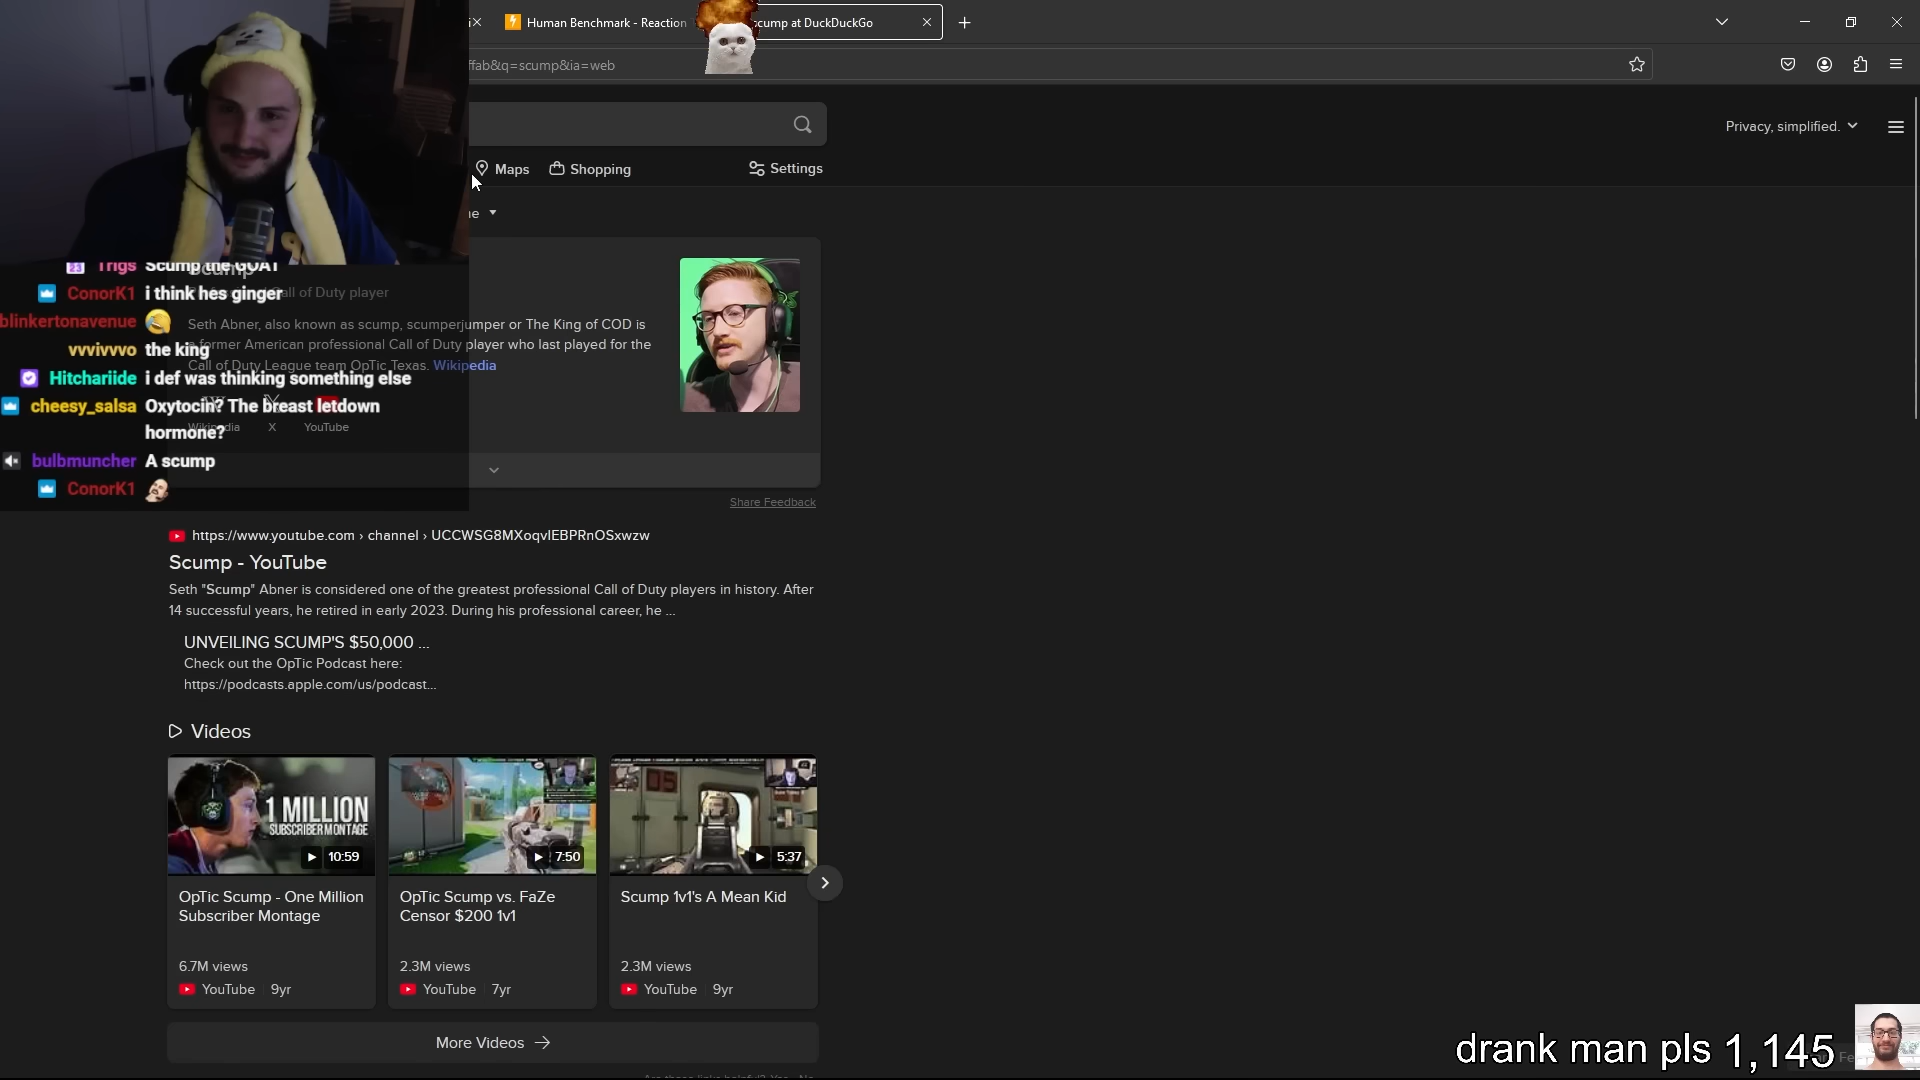 Human Benchmark - Reaction
cump at DuckDuckGo
ffab&q=scump&ia=web
Privacy, simplified.
Maps
Shopping
Settings
Trigs Scump the GOAT
ConorK1 i think hes ginger
blinkertonavenue
vvvivvvo the king
Hitchariide i def was thinking something else
cheesy_salsa Oxytocin? The breast letdown
hormone?
bulbmuncher A scump
ConorK1
Scump
Call of Duty player
Seth Abner, also known as scump, scumperjumper or The King of COD is
a former American professional Call of Duty player who last played for the
Call of Duty League team OpTic Texas. Wikipedia
Wikipedia
X
YouTube
Share Feedback
https://www.youtube.com › channel › UCCWSG8MXoqvIEBPRnOSxwzw
Scump - YouTube
Seth "Scump" Abner is considered one of the greatest professional Call of Duty players in history. After
14 successful years, he retired in early 2023. During his professional career, he ...
UNVEILING SCUMP'S $50,000 ...
Check out the OpTic Podcast here:
https://podcasts.apple.com/us/podcast...
Videos
1 MILLION
SUBSCRIBER MONTAGE
10:59
7:50
5:37
OpTic Scump - One Million
Subscriber Montage
6.7M views
YouTube 9yr
OpTic Scump vs. FaZe
Censor $200 1v1
2.3M views
YouTube 7yr
Scump 1v1's A Mean Kid
2.3M views
YouTube 9yr
More Videos
drank man pls 1,145